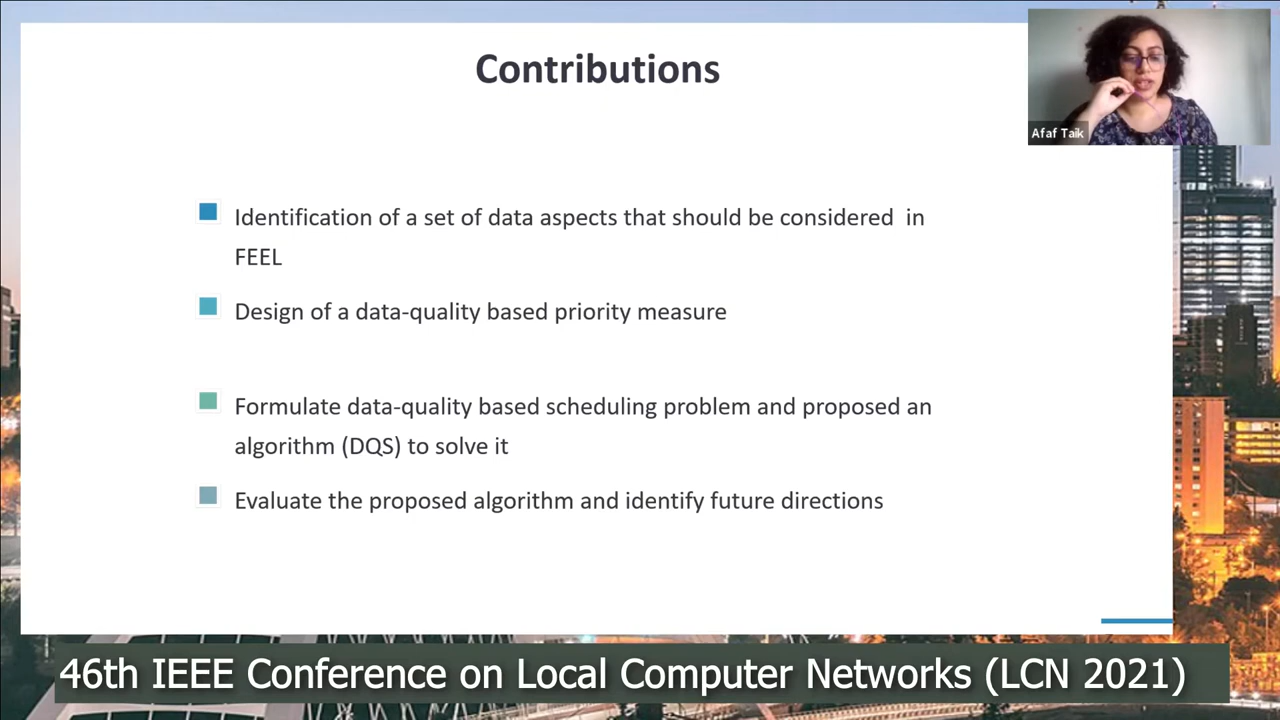 Contributions
Afaf Taik
Identification of a set of data aspects that should be considered in
FEEL
Design of a data-quality based priority measure
Formulate data-quality based scheduling problem and proposed an
algorithm (DQS) to solve it
Evaluate the proposed algorithm and identify future directions
46th IEEE Conference on Local Computer Networks (LCN 2021)